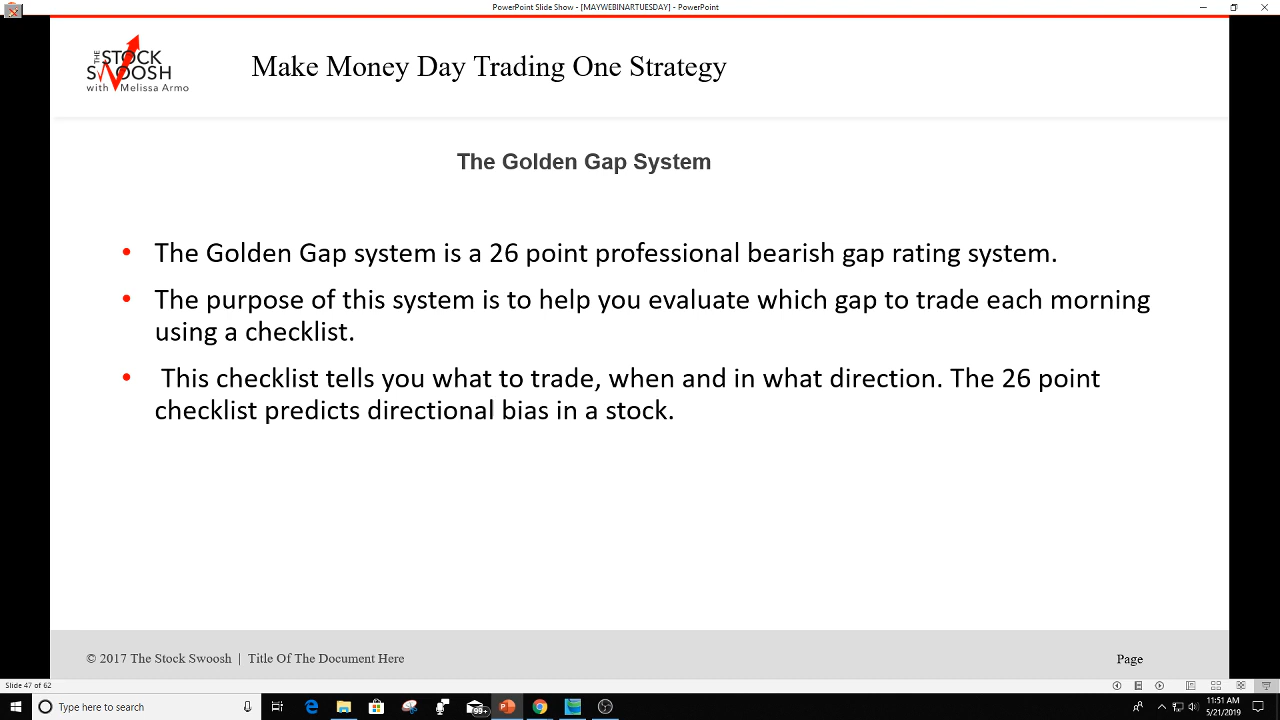 PowerPoint Slide Show - [MAYWEBINARTUESDAY] - PowerPoint
THE STOCK
SWOOSH
with Melissa Armo
Make Money Day Trading One Strategy
The Golden Gap System
• The Golden Gap system is a 26 point professional bearish gap rating system.
• The purpose of this system is to help you evaluate which gap to trade each morning
using a checklist.
• This checklist tells you what to trade, when and in what direction. The 26 point
checklist predicts directional bias in a stock.
© 2017 The Stock Swoosh | Title Of The Document Here
Page
Slide 47 of 62
Type here to search
99+
11:51 AM
5/21/2019